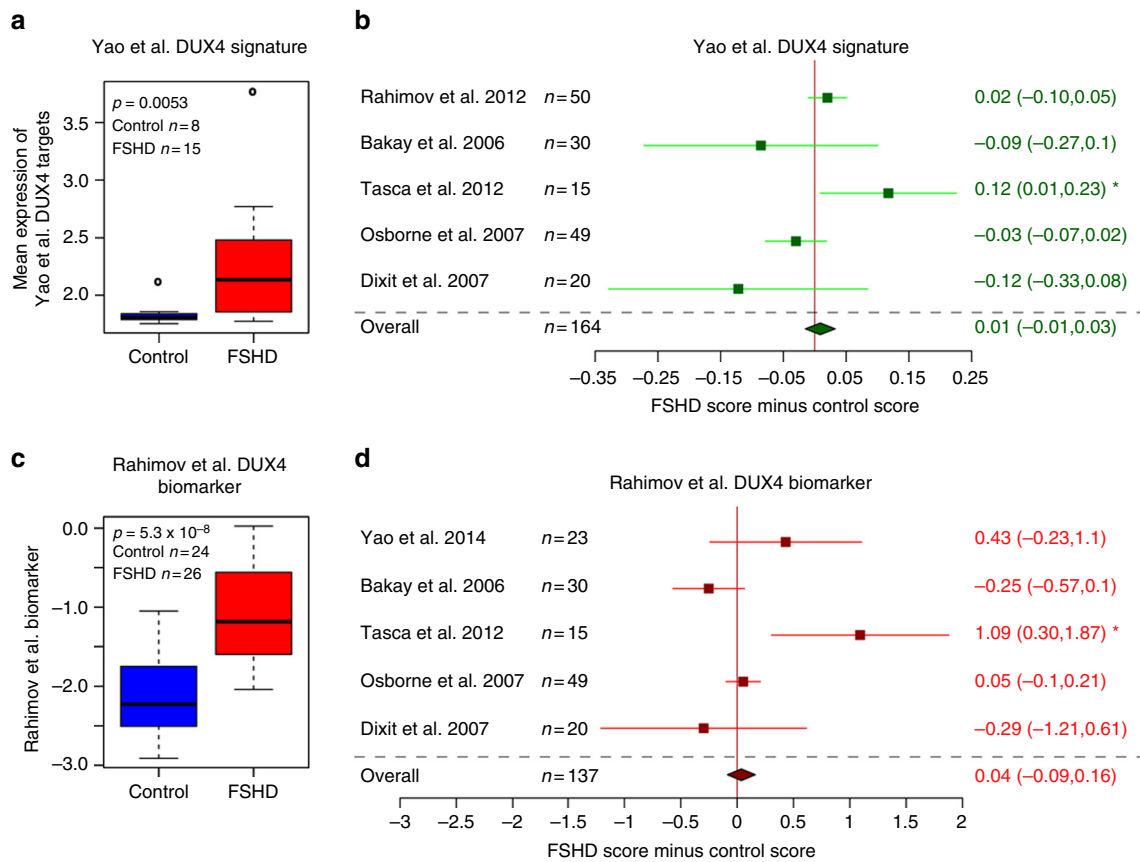 a
Yao et al. DUX4 signature
Mean expression of
Yao et al. DUX4 targets
3.5
3.0
2.5
2.0
p = 0.0053
Control n=8
FSHD n=15
Control FSHD
b
Yao et al. DUX4 signature
Rahimov et al. 2012 n=50 0.02 (–0.10,0.05)
Bakay et al. 2006 n=30 –0.09 (–0.27,0.1)
Tasca et al. 2012 n=15 0.12 (0.01,0.23) *
Osborne et al. 2007 n=49 –0.03 (–0.07,0.02)
Dixit et al. 2007 n=20 –0.12 (–0.33,0.08)
Overall n=164 0.01 (–0.01,0.03)
–0.35 –0.25 –0.15 –0.05 0.05 0.15 0.25
FSHD score minus control score
c
Rahimov et al. DUX4
biomarker
Rahimov et al. biomarker
0.0
–1.0
–2.0
–3.0
p = 5.3 x 10⁻⁸
Control n=24
FSHD n=26
Control FSHD
d
Rahimov et al. DUX4 biomarker
Yao et al. 2014 n=23 0.43 (–0.23,1.1)
Bakay et al. 2006 n=30 –0.25 (–0.57,0.1)
Tasca et al. 2012 n=15 1.09 (0.30,1.87) *
Osborne et al. 2007 n=49 0.05 (–0.1,0.21)
Dixit et al. 2007 n=20 –0.29 (–1.21,0.61)
Overall n=137 0.04 (–0.09,0.16)
–3 –2.5 –2 –1.5 –1 –0.5 0 0.5 1 1.5 2
FSHD score minus control score